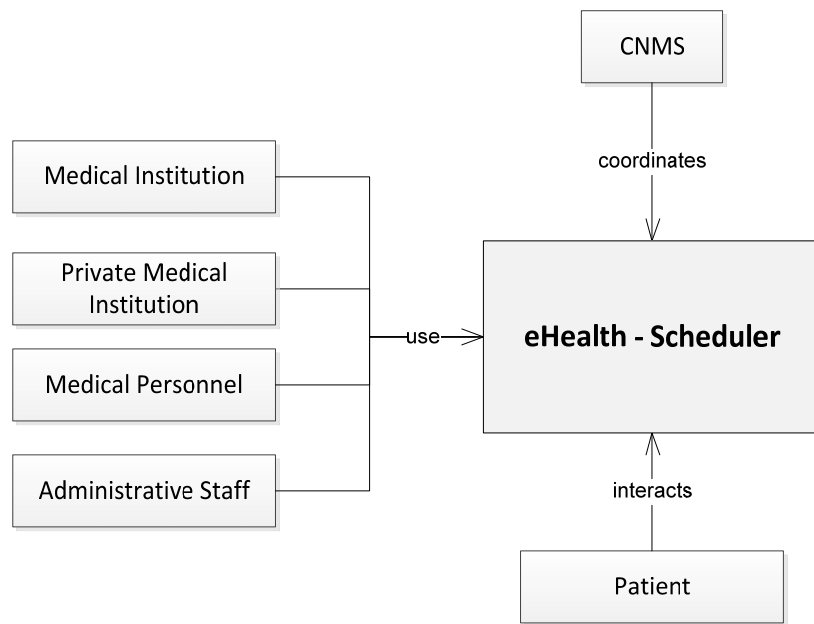 CNMS
coordinates
Medical Institution
Private Medical
Institution
Medical Personnel
Administrative Staff
use
eHealth - Scheduler
interacts
Patient